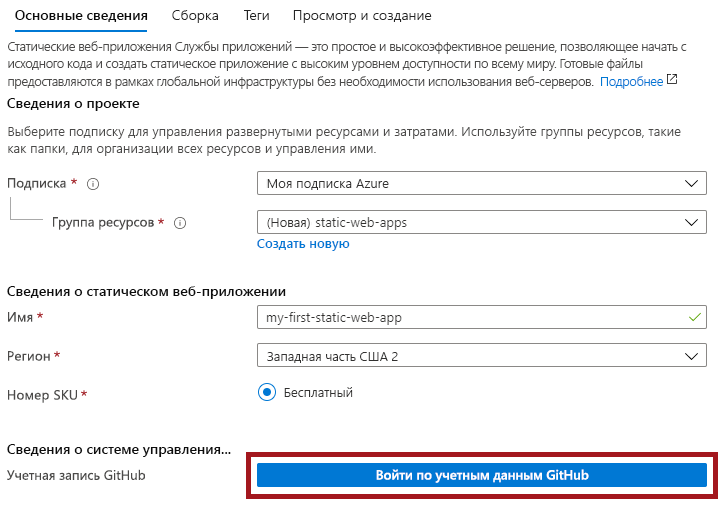 Основные сведения Сборка Теги Просмотр и создание
Статические веб-приложения Службы приложений — это простое и высокоэффективное решение, позволяющее начать с
исходного кода и создать статическое приложение с высоким уровнем доступности по всему миру. Готовые файлы
предоставляются в рамках глобальной инфраструктуры без необходимости использования веб-серверов. Подробнее
Сведения о проекте
Выберите подписку для управления развернутыми ресурсами и затратами. Используйте группы ресурсов, такие
как папки, для организации всех ресурсов и управления ими.
Подписка * Моя подписка Azure
Группа ресурсов * (Новая) static-web-apps
Создать новую
Сведения о статическом веб-приложении
Имя * my-first-static-web-app
Регион * Западная часть США 2
Номер SKU * Бесплатный
Сведения о системе управления...
Учетная запись GitHub Войти по учетным данным GitHub